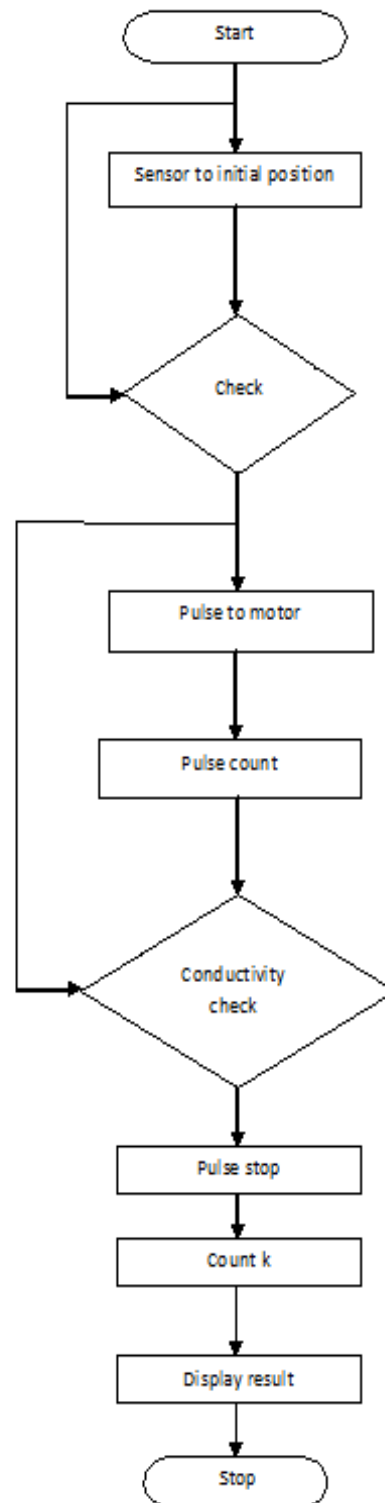 Start
Sensor to initial position
Check
Pulse to motor
Pulse count
Conductivity
check
Pulse stop
Count k
Display result
Stop